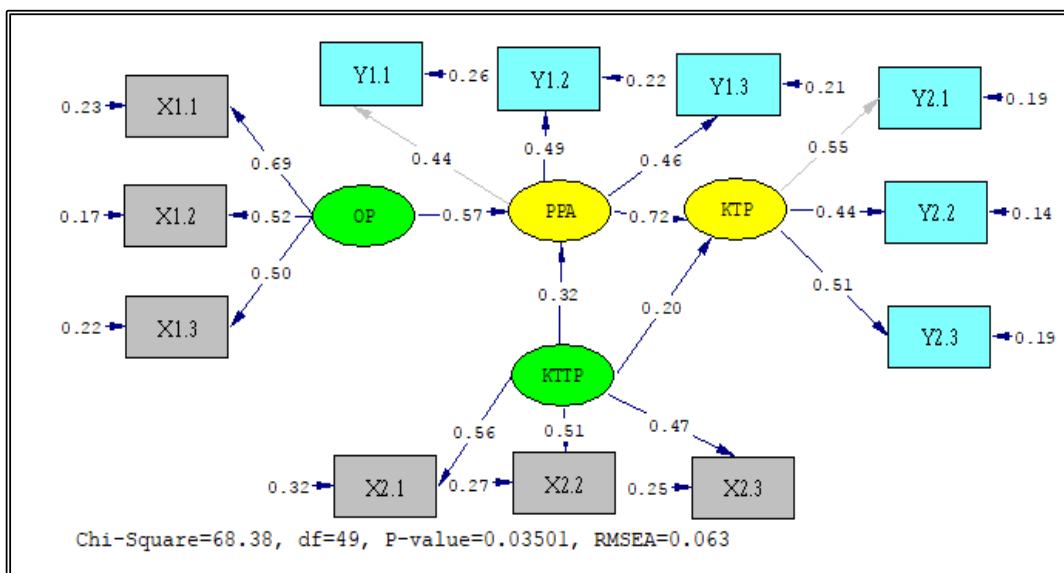 Y1.1
0.26
Y1.2
0.22
Y1.3
0.21
Y2.1
0.19
0.23
X1.1
0.69
0.44
0.49
0.46
0.55
0.17
X1.2
0.52
OP
0.57
PPA
0.72
KTP
0.44
Y2.2
0.14
0.50
0.32
0.20
0.51
0.22
X1.3
Y2.3
0.19
KTTP
0.56
0.51
0.47
0.32
X2.1
0.27
X2.2
0.25
X2.3
Chi-Square=68.38, df=49, P-value=0.03501, RMSEA=0.063